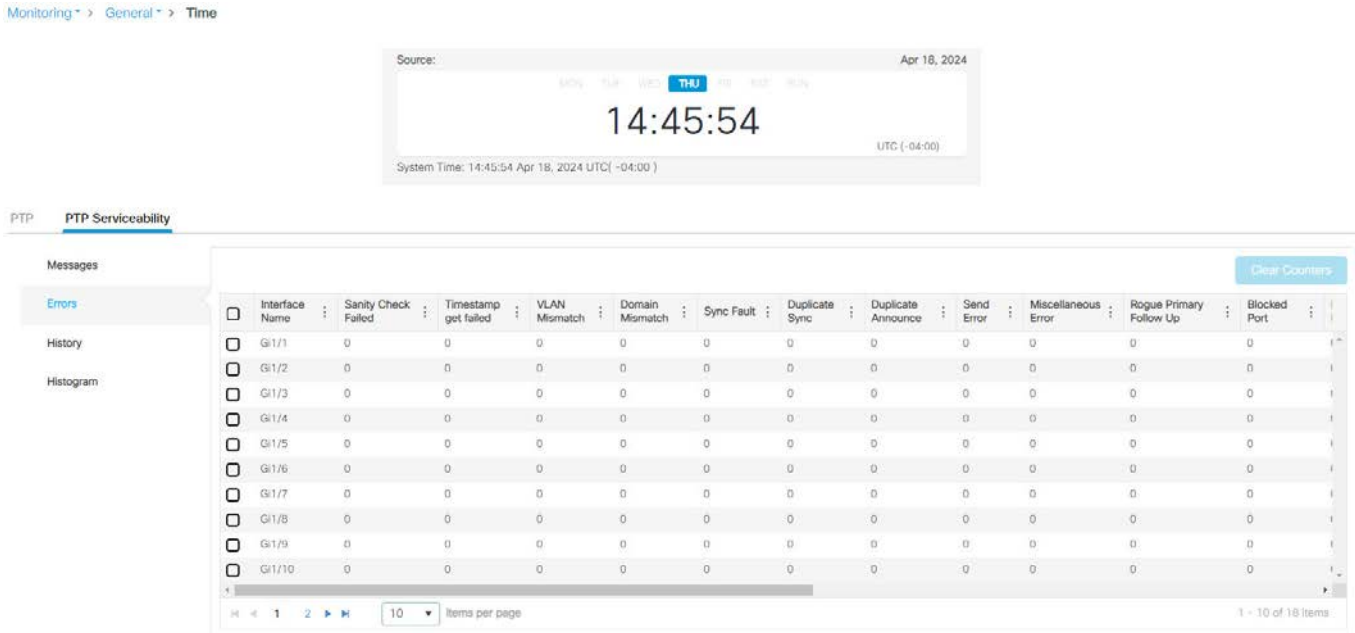 Monitoring > General > Time
Source: Apr 18, 2024
MON TUE WED THU FRI SAT SUN
14:45:54
UTC (-04:00)
System Time: 14:45:54 Apr 18, 2024 UTC( -04:00 )
PTP PTP Serviceability
Messages
Errors
History
Histogram
Clear Counters
Interface Name Sanity Check Failed Timestamp get failed VLAN Mismatch Domain Mismatch Sync Fault Duplicate Sync Duplicate Announce Send Error Miscellaneous Error Rogue Primary Follow Up Blocked Port
Gi1/1 0 0 0 0 0 0 0 0 0 0 0
Gi1/2 0 0 0 0 0 0 0 0 0 0 0
Gi1/3 0 0 0 0 0 0 0 0 0 0 0
Gi1/4 0 0 0 0 0 0 0 0 0 0 0
Gi1/5 0 0 0 0 0 0 0 0 0 0 0
Gi1/6 0 0 0 0 0 0 0 0 0 0 0
Gi1/7 0 0 0 0 0 0 0 0 0 0 0
Gi1/8 0 0 0 0 0 0 0 0 0 0 0
Gi1/9 0 0 0 0 0 0 0 0 0 0 0
Gi1/10 0 0 0 0 0 0 0 0 0 0 0
1 2 10 Items per page 1 - 10 of 18 items